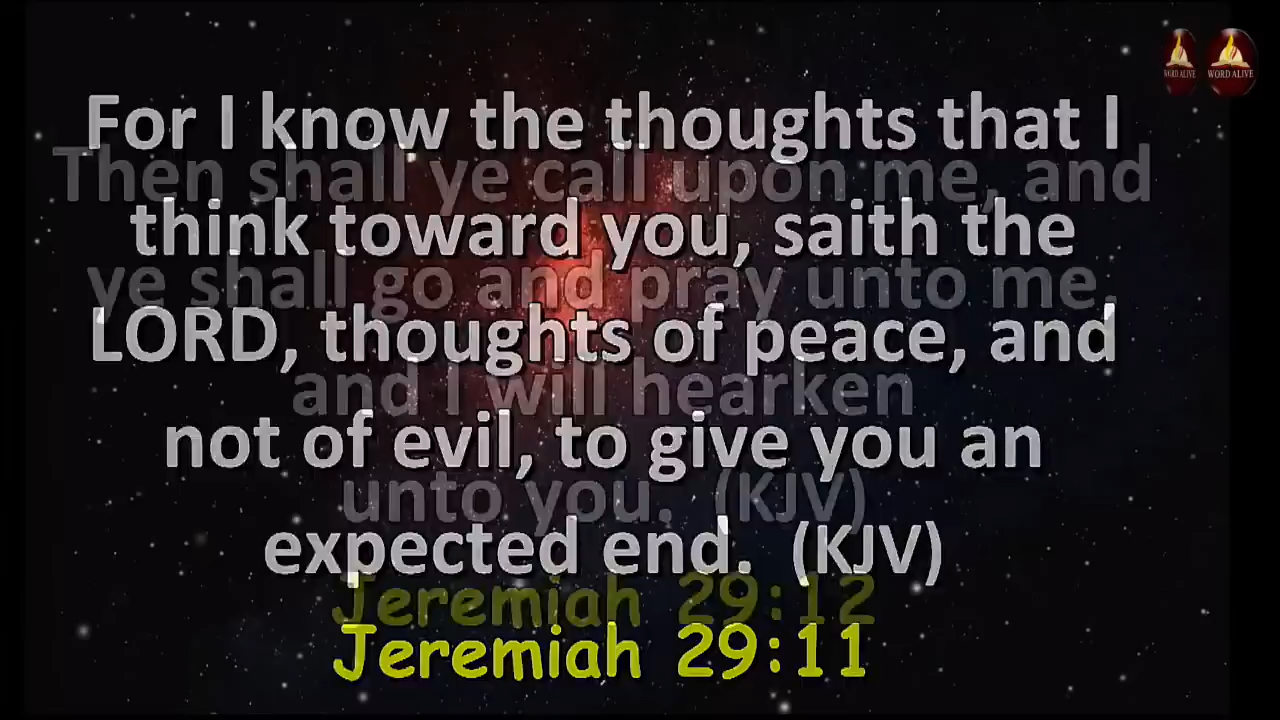 WORD ALIVE WORD ALIVE
For I know the thoughts that I
Then shall ye call upon me, and
think toward you, saith the
ye shall go and pray unto me,
LORD, thoughts of peace, and
and I will hearken
not of evil, to give you an
unto you. (KJV)
expected end. (KJV)
Jeremiah 29:12
Jeremiah 29:11